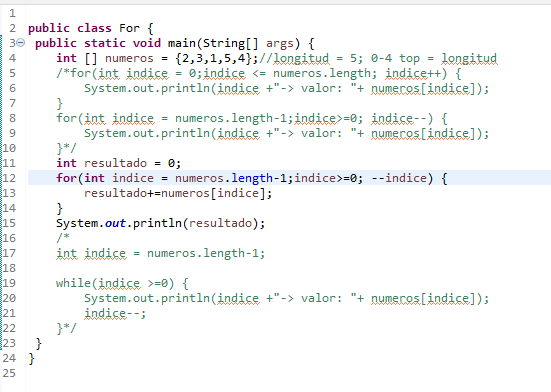 1
2 public class For {
3 public static void main(String[] args) {
4 int [] numeros = {2,3,1,5,4};//longitud = 5; 0-4 top = longitud
5 /*for(int indice = 0;indice <= numeros.length; indice++) {
6 System.out.println(indice +"-> valor: "+ numeros[indice]);
7 }
8 for(int indice = numeros.length-1;indice>=0; indice--) {
9 System.out.println(indice +"-> valor: "+ numeros[indice]);
10 }*/
11 int resultado = 0;
12 for(int indice = numeros.length-1;indice>=0; --indice) {
13 resultado+=numeros[indice];
14 }
15 System.out.println(resultado);
16 /*
17 int indice = numeros.length-1;
18
19 while(indice >=0) {
20 System.out.println(indice +"-> valor: "+ numeros[indice]);
21 indice--;
22 }*/
23 }
24 }
25